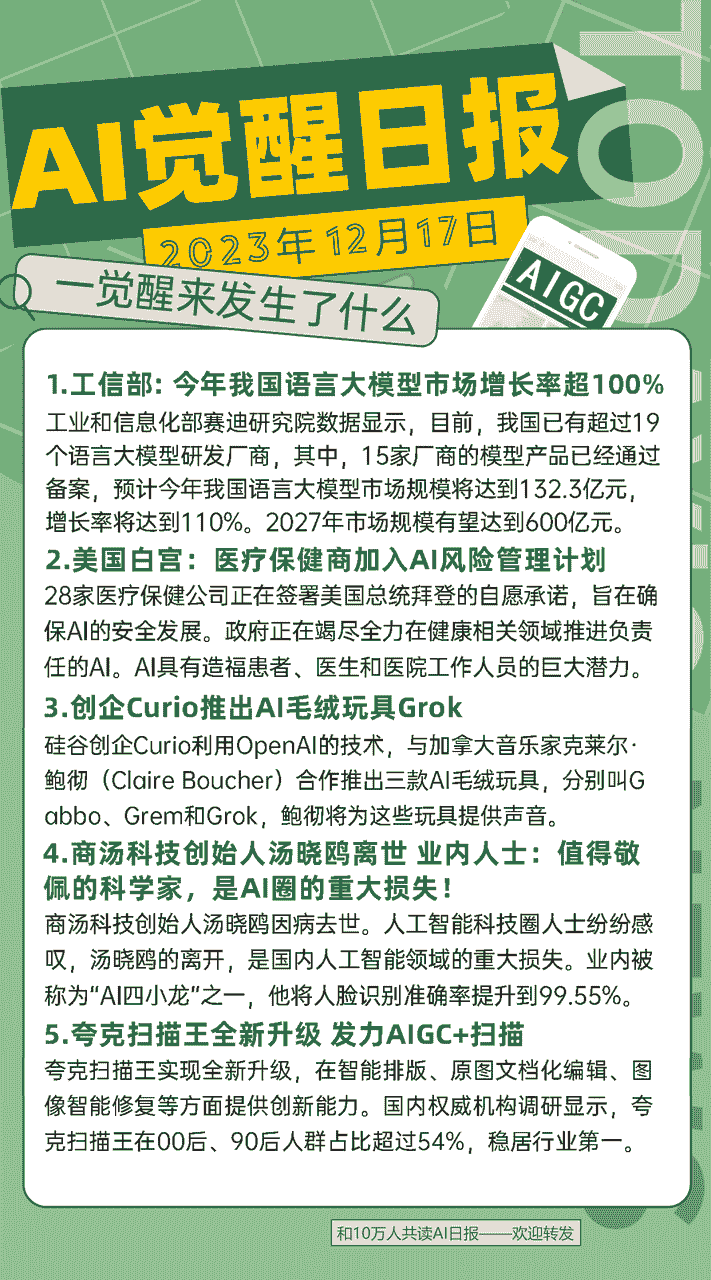 AI觉醒日报
2023年12月17日
AIGC
一觉醒来发生了什么
1.工信部: 今年我国语言大模型市场增长率超100%
工业和信息化部赛迪研究院数据显示，目前，我国已有超过19
个语言大模型研发厂商，其中，15家厂商的模型产品已经通过
备案，预计今年我国语言大模型市场规模将达到132.3亿元，
增长率将达到110%。2027年市场规模有望达到600亿元。
2.美国白宫：医疗保健商加入AI风险管理计划
28家医疗保健公司正在签署美国总统拜登的自愿承诺，旨在确
保AI的安全发展。政府正在竭尽全力在健康相关领域推进负责
任的AI。AI具有造福患者、医生和医院工作人员的巨大潜力。
3.创企Curio推出AI毛绒玩具Grok
硅谷创企Curio利用OpenAI的技术，与加拿大音乐家克莱尔·
鲍彻（Claire Boucher）合作推出三款AI毛绒玩具，分别叫G
abbo、Grem和Grok，鲍彻将为这些玩具提供声音。
4.商汤科技创始人汤晓鸥离世 业内人士：值得敬
佩的科学家，是AI圈的重大损失！
商汤科技创始人汤晓鸥因病去世。人工智能科技圈人士纷纷感
叹，汤晓鸥的离开，是国内人工智能领域的重大损失。业内被
称为“AI四小龙”之一，他将人脸识别准确率提升到99.55%。
5.夸克扫描王全新升级 发力AIGC+扫描
夸克扫描王实现全新升级，在智能排版、原图文档化编辑、图
像智能修复等方面提供创新能力。国内权威机构调研显示，夸
克扫描王在00后、90后人群占比超过54%，稳居行业第一。
和10万人共读AI日报——欢迎转发